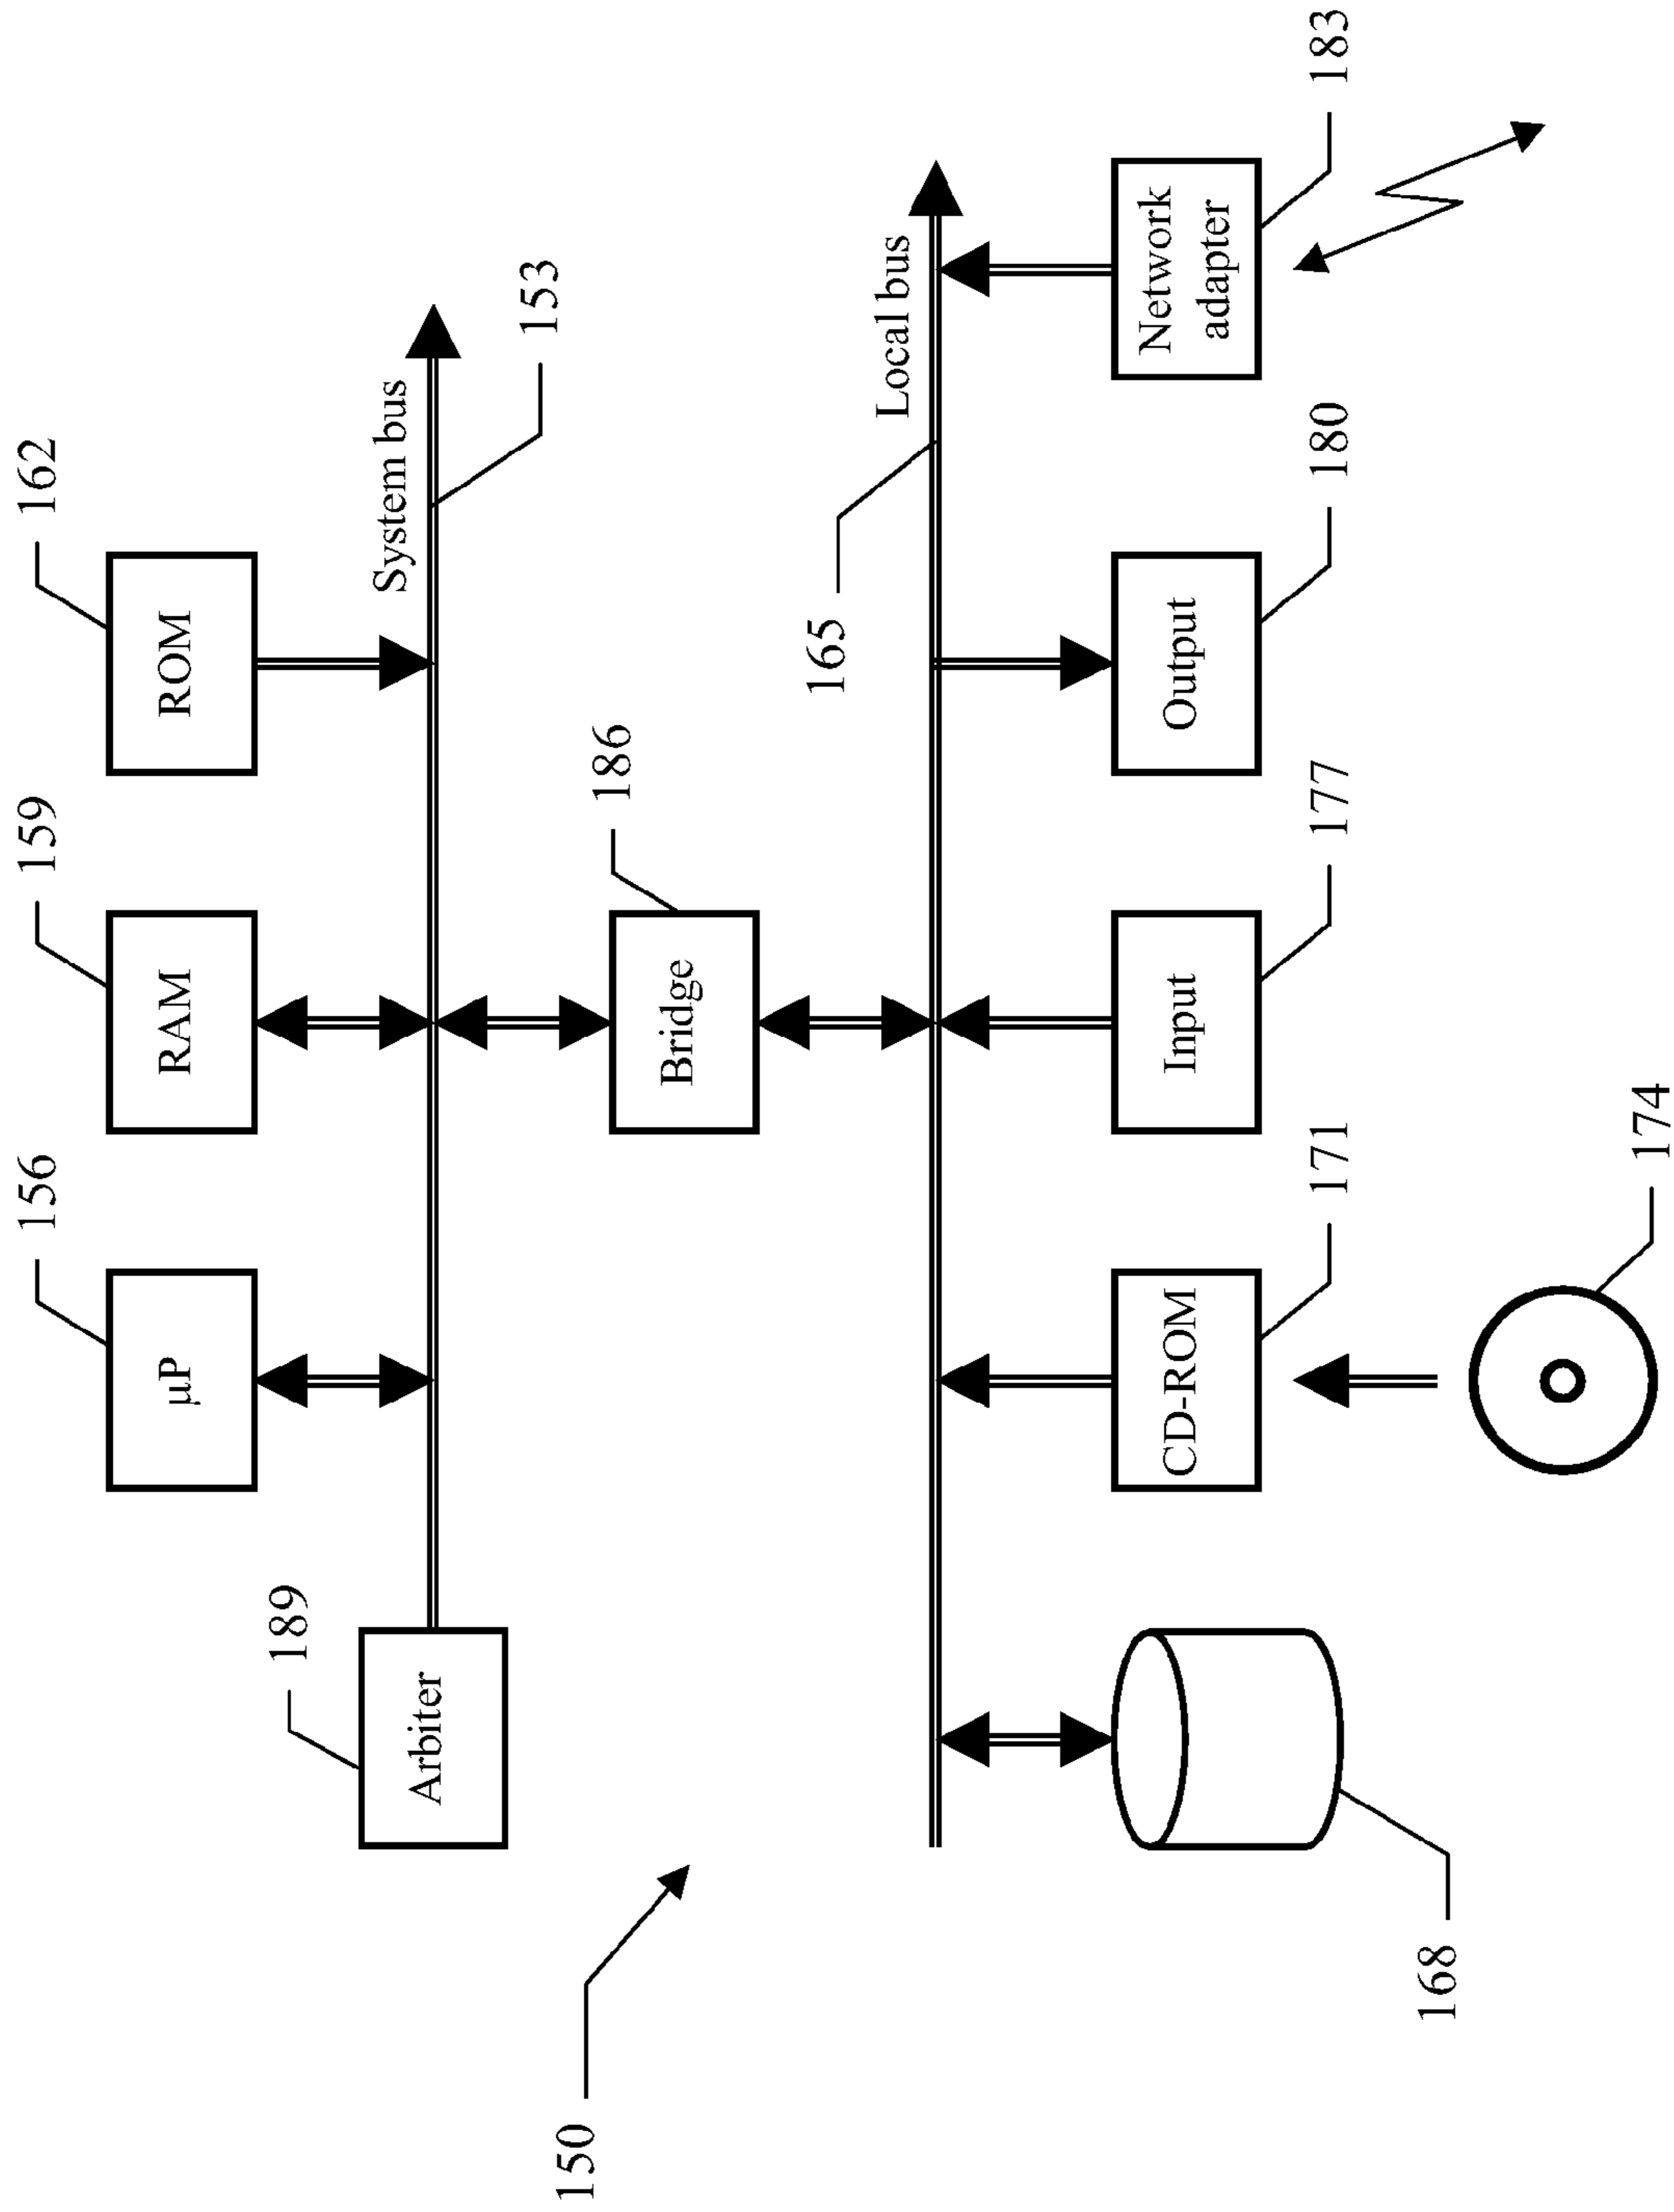 156
159
162
µP
RAM
ROM
189
System bus
Arbiter
153
150
186
Bridge
165
Local bus
CD-ROM
Input
Output
Network
adapter
171
177
180
183
168
174